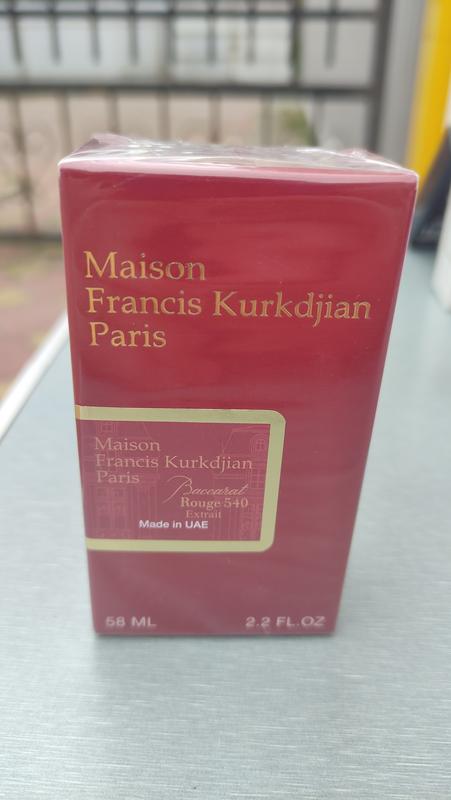 Maison
Francis Kurkdjian
Paris
Maison
Francis Kurkdjian
Paris
Baccarat
Rouge 540
Extrait
Made in UAE
58 ML 2.2 FL.OZ